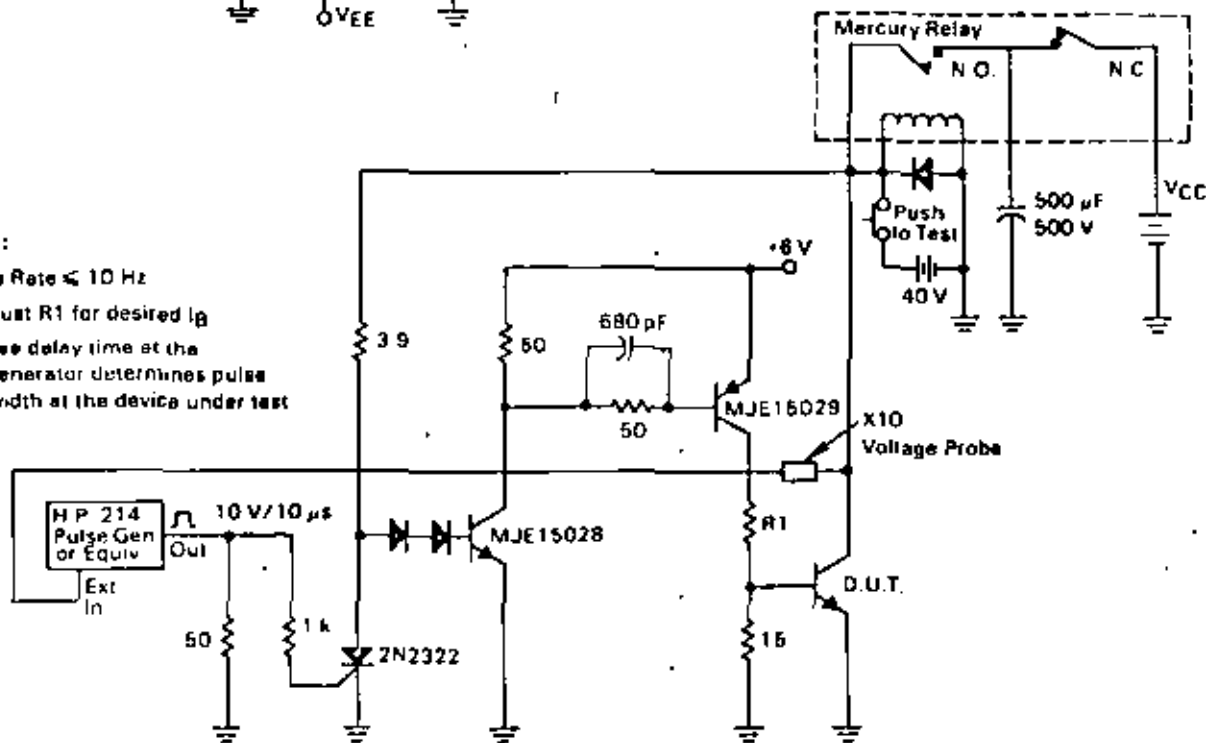 VEE
Mercury Relay
N O.
N C
VCC
500 µF
500 V
Push
to Test
40 V
+6 V
:
Rate ≤ 10 Hz
ust R1 for desired IB
delay time at the
enerator determines pulse
idth at the device under test
3 9
50
680 pF
50
MJE15029
X10
Voltage Probe
H P 214
Pulse Gen
or Equiv
Out
10 V/10 µs
Ext
In
MJE15028
R1
D.U.T.
50
1 k
2N2322
15